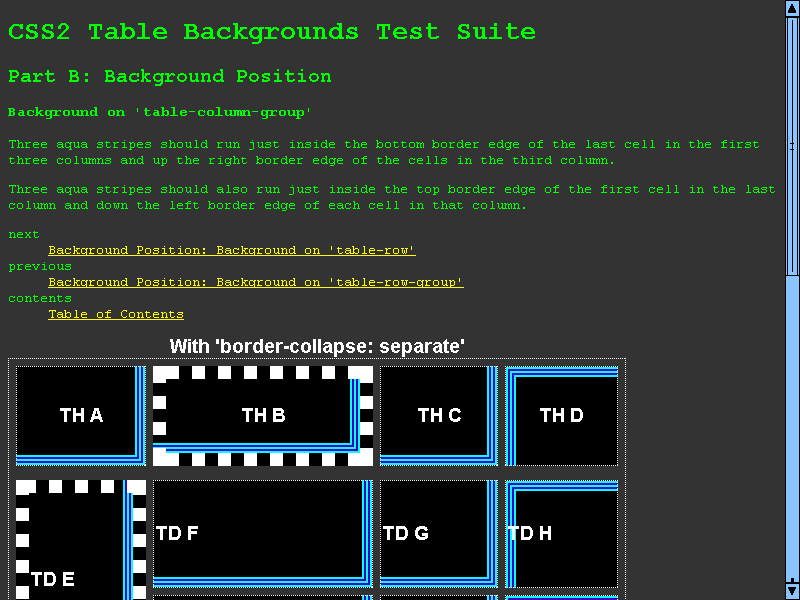 CSS2 Table Backgrounds Test Suite
Part B: Background Position
Background on 'table-column-group'
Three aqua stripes should run just inside the bottom border edge of the last cell in the first
three columns and up the right border edge of the cells in the third column.
Three aqua stripes should also run just inside the top border edge of the first cell in the last
column and down the left border edge of each cell in that column.
next
Background Position: Background on 'table-row'
previous
Background Position: Background on 'table-row-group'
contents
Table of Contents
With 'border-collapse: separate'
TH A TH B TH C TH D
TD F TD G TD H
TD E